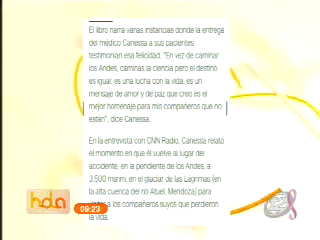 El libro narra varias instancias donde la entrega
del médico Canessa a sus pacientes
testimonian esa felicidad. "En vez de caminar
los Andes, caminas la ciencia pero el destino
es igual, es una lucha con la vida, es un
mensaje de amor y de paz que creo es el
mejor homenaje para mis compañeros que no
están", dice Canessa.
En la entrevista con CNN Radio, Canessa relató
el momento en que él vuelve al lugar del
accidente, en la pendiente de los Andes, a
3.500 msnm, en el glaciar de las Lágrimas (en
la alta cuenca del río Atuel, Mendoza) para
a los compañeros suyos que perdieron
la vida.
hola
09:23